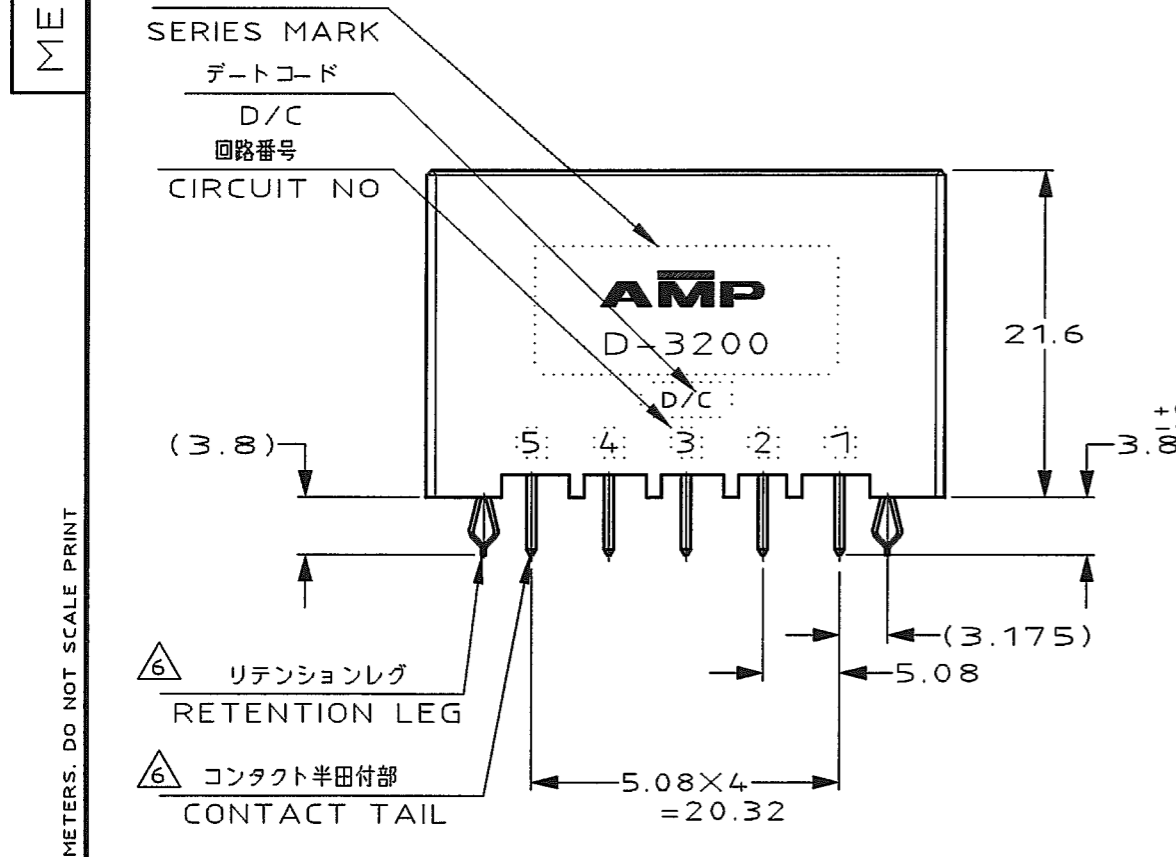 ME
SERIES MARK
デートコード
D/C
回路番号
CIRCUIT NO
AMP
D-3200
D/C
5 4 3 2 1
21.6
(3.8)
3.8
(3.175)
5.08
6 リテンションレグ
RETENTION LEG
6 コンタクト半田付部
CONTACT TAIL
5.08×4
=20.32
METERS. DO NOT SCALE PRINT